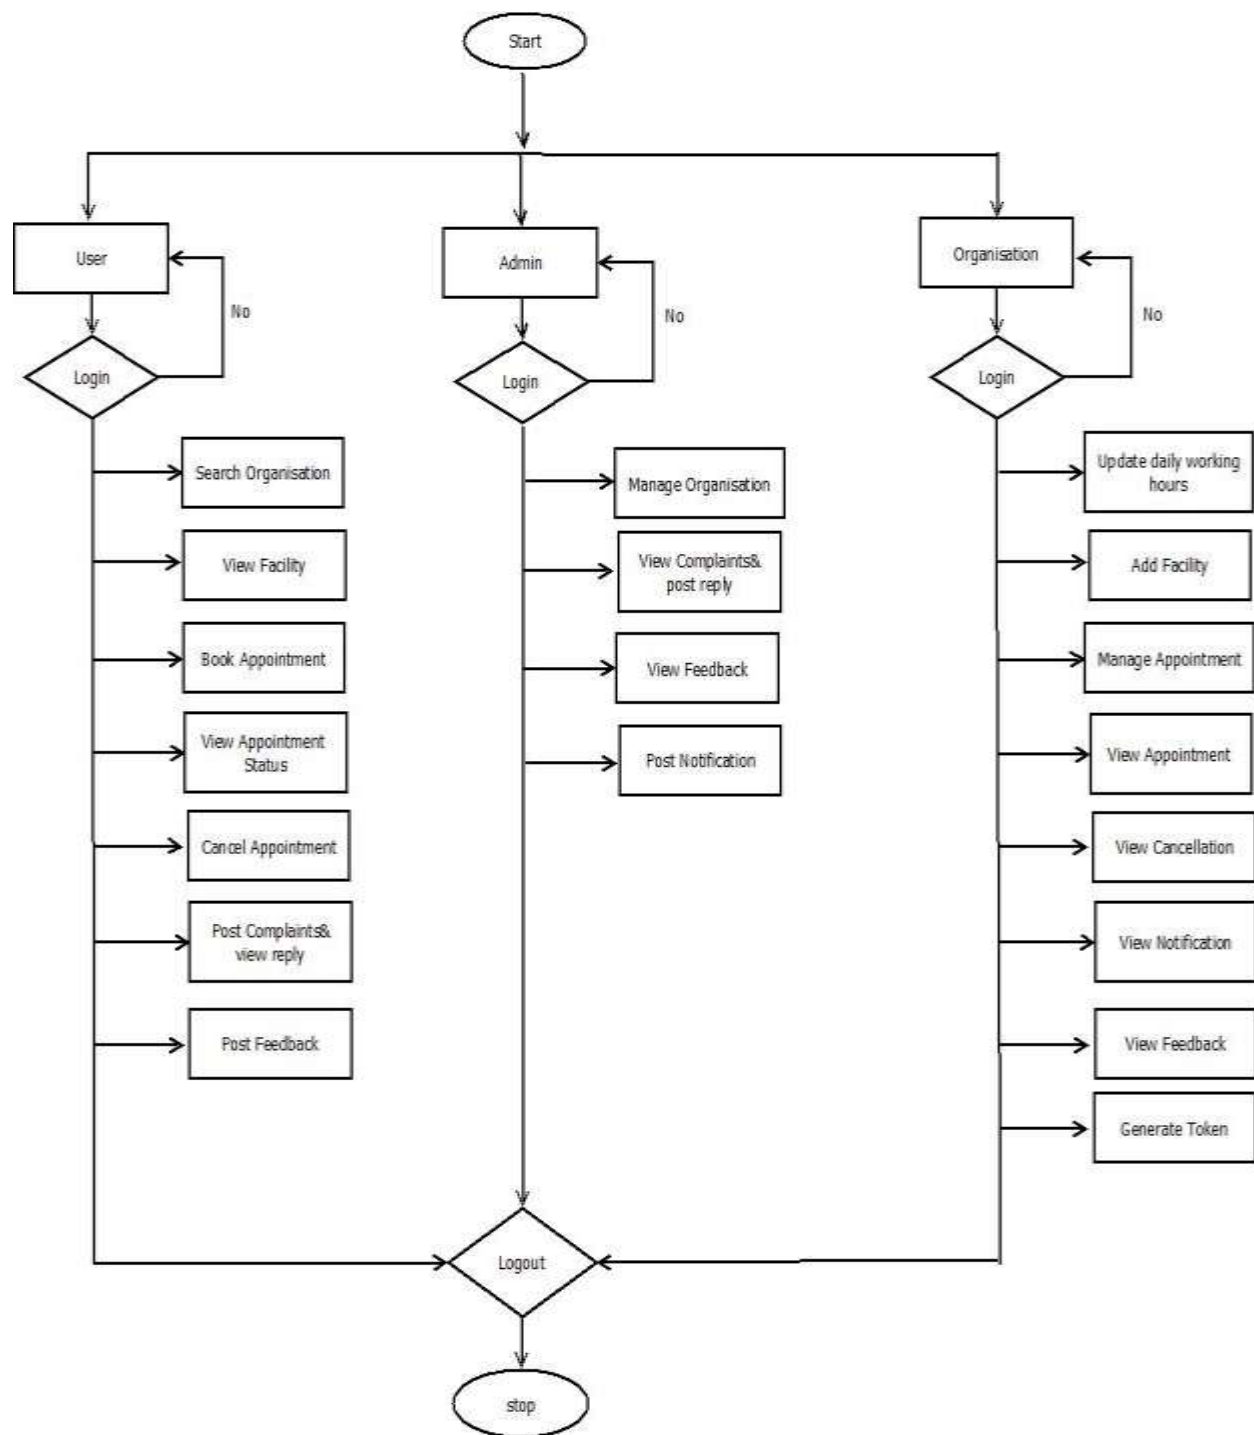 Start
User
Admin
Organisation
No
No
No
Login
Login
Login
Search Organisation
View Facility
Book Appointment
View Appointment
Status
Cancel Appointment
Post Complaints&
view reply
Post Feedback
Manage Organisation
View Complaints&
post reply
View Feedback
Post Notification
Update daily working
hours
Add Facility
Manage Appointment
View Appointment
View Cancellation
View Notification
View Feedback
Generate Token
Logout
stop